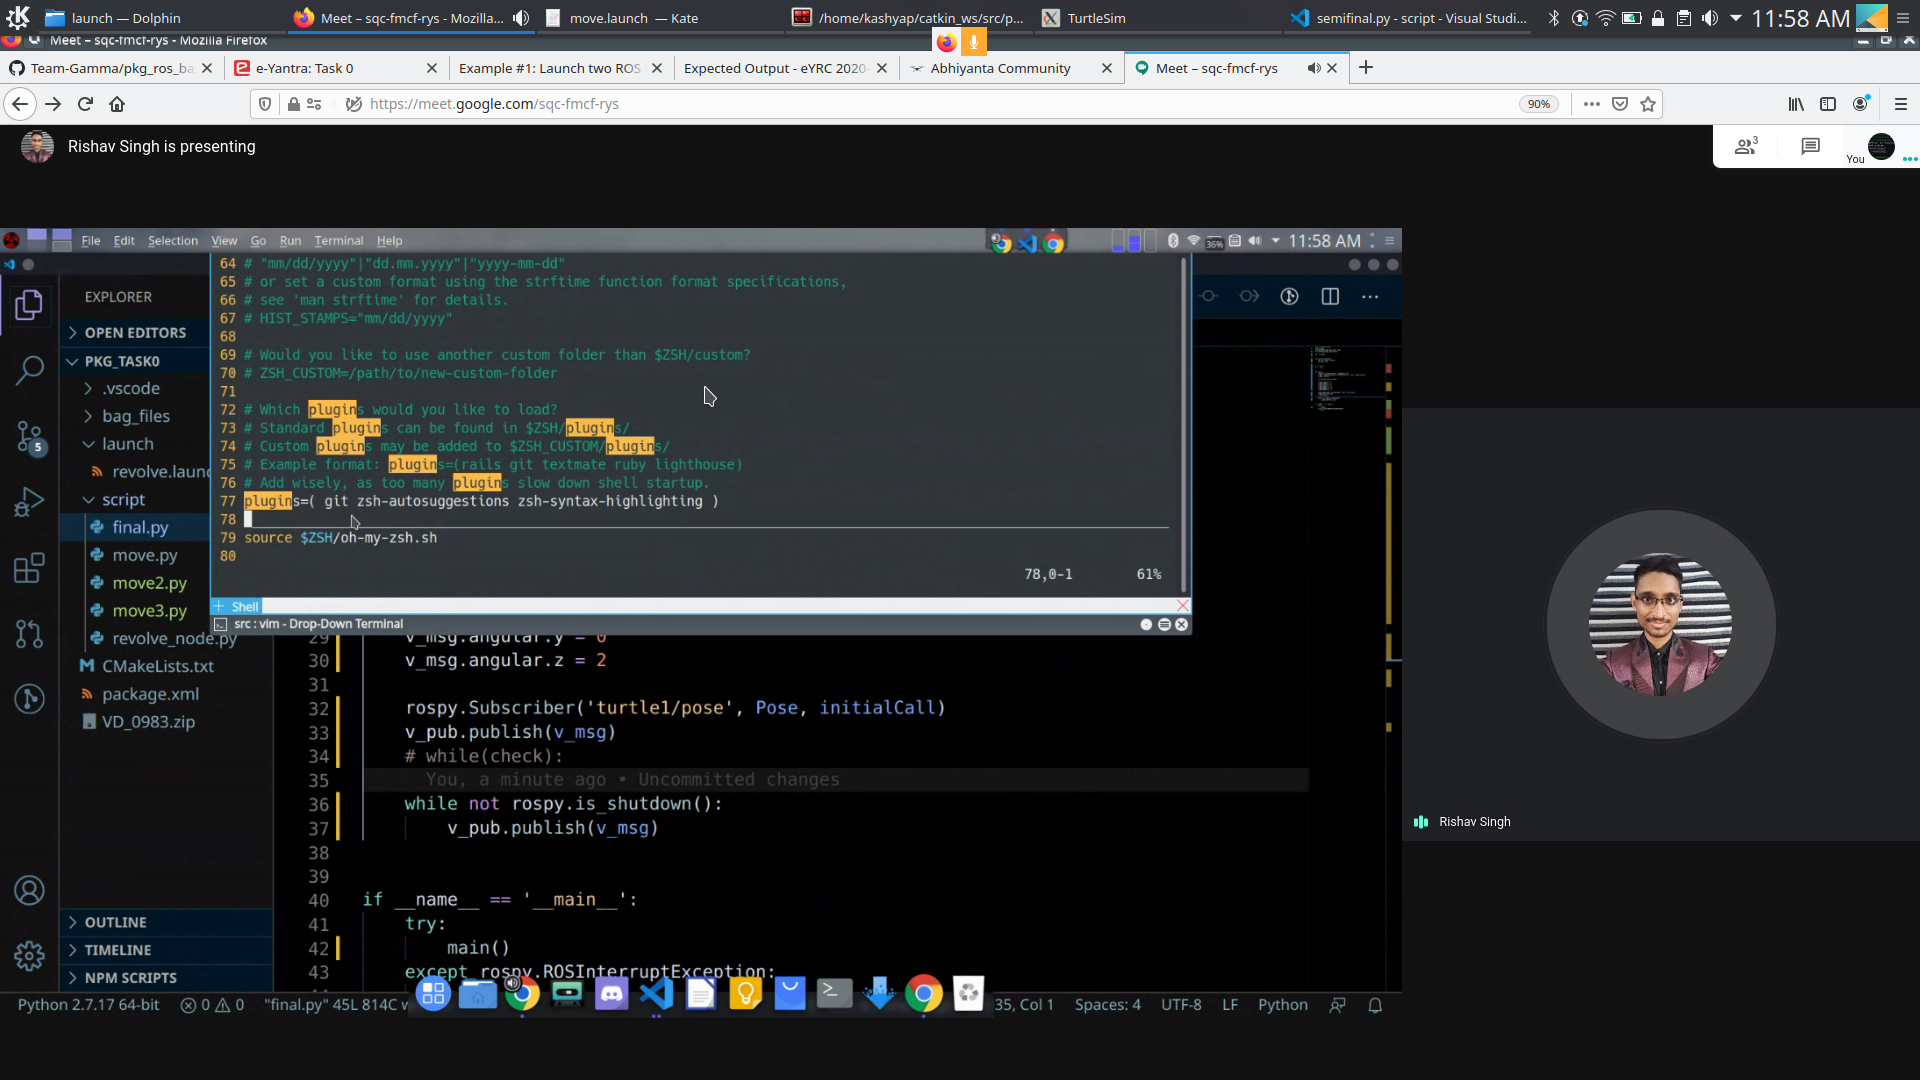 launch — Dolphin
Meet – sqc-fmcf-rys - Mozilla...
move.launch — Kate
/home/kashyap/catkin_ws/src/p...
TurtleSim
semifinal.py - script - Visual Studi...
11:58 AM
Meet – sqc-fmcf-rys - Mozilla Firefox
Team-Gamma/pkg_ros_ba
e-Yantra: Task 0
Example #1: Launch two ROS
Expected Output - eYRC 2020-
Abhiyanta Community
Meet – sqc-fmcf-rys
https://meet.google.com/sqc-fmcf-rys
90%
Rishav Singh is presenting
3
You
File Edit Selection View Go Run Terminal Help
36%
11:58 AM
EXPLORER
OPEN EDITORS
PKG_TASK0
.vscode
bag_files
launch
revolve.launc
script
final.py
move.py
move2.py
move3.py
revolve_node.py
CMakeLists.txt
package.xml
VD_0983.zip
5
OUTLINE
TIMELINE
NPM SCRIPTS
64 # "mm/dd/yyyy"|"dd.mm.yyyy"|"yyyy-mm-dd"
65 # or set a custom format using the strftime function format specifications,
66 # see 'man strftime' for details.
67 # HIST_STAMPS="mm/dd/yyyy"
68
69 # Would you like to use another custom folder than $ZSH/custom?
70 # ZSH_CUSTOM=/path/to/new-custom-folder
71
72 # Which plugins would you like to load?
73 # Standard plugins can be found in $ZSH/plugins/
74 # Custom plugins may be added to $ZSH_CUSTOM/plugins/
75 # Example format: plugins=(rails git textmate ruby lighthouse)
76 # Add wisely, as too many plugins slow down shell startup.
77 plugins=( git zsh-autosuggestions zsh-syntax-highlighting )
78
79 source $ZSH/oh-my-zsh.sh
80
78,0-1 61%
Shell
src : vim - Drop-Down Terminal
29 v_msg.angular.y = 0
30 v_msg.angular.z = 2
31
32 rospy.Subscriber('turtle1/pose', Pose, initialCall)
33 v_pub.publish(v_msg)
34 # while(check):
35 You, a minute ago • Uncommitted changes
36 while not rospy.is_shutdown():
37 v_pub.publish(v_msg)
38
39
40 if __name__ == '__main__':
41 try:
42 main()
43 except rospy.ROSInterruptException:
Python 2.7.17 64-bit 0 0 "final.py" 45L 814C w
35, Col 1 Spaces: 4 UTF-8 LF Python
Rishav Singh